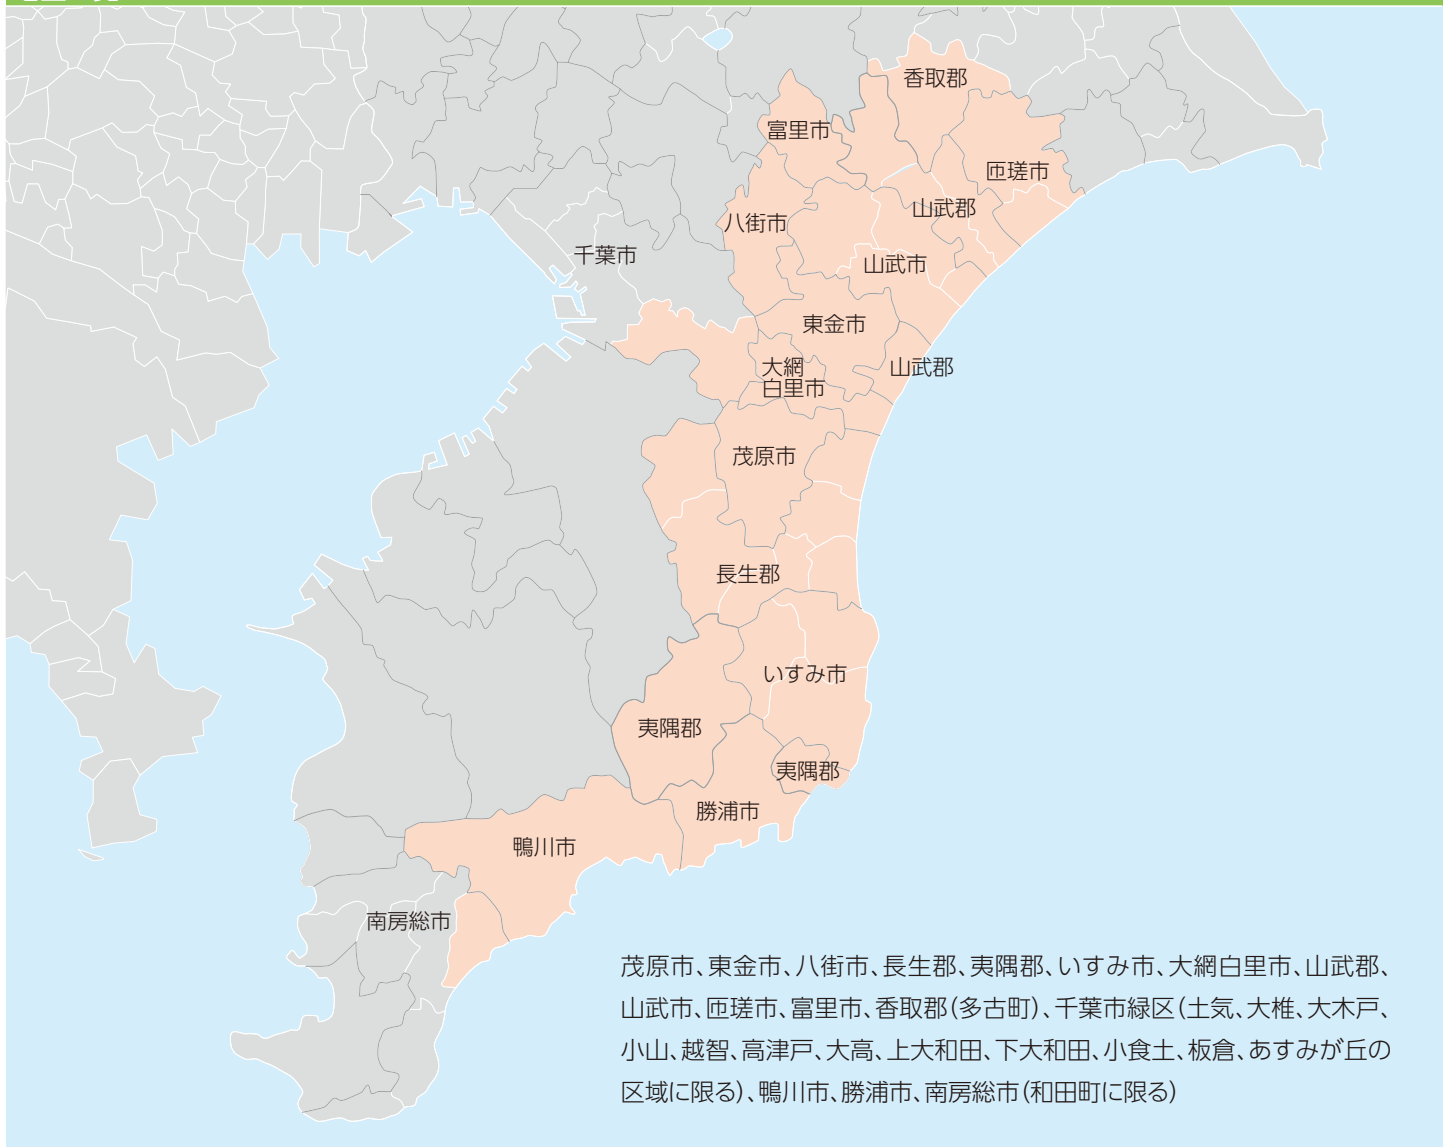 香取郡
富里市
匝瑳市
山武郡
八街市
千葉市
山武市
東金市
大網
白里市
山武郡
茂原市
長生郡
いすみ市
夷隅郡
夷隅郡
勝浦市
鴨川市
南房総市
茂原市、東金市、八街市、長生郡、夷隅郡、いすみ市、大網白里市、山武郡、
山武市、匝瑳市、富里市、香取郡(多古町)、千葉市緑区(土気、大椎、大木戸、
小山、越智、高津戸、大高、上大和田、下大和田、小食土、板倉、あすみが丘の
区域に限る)、鴨川市、勝浦市、南房総市(和田町に限る)